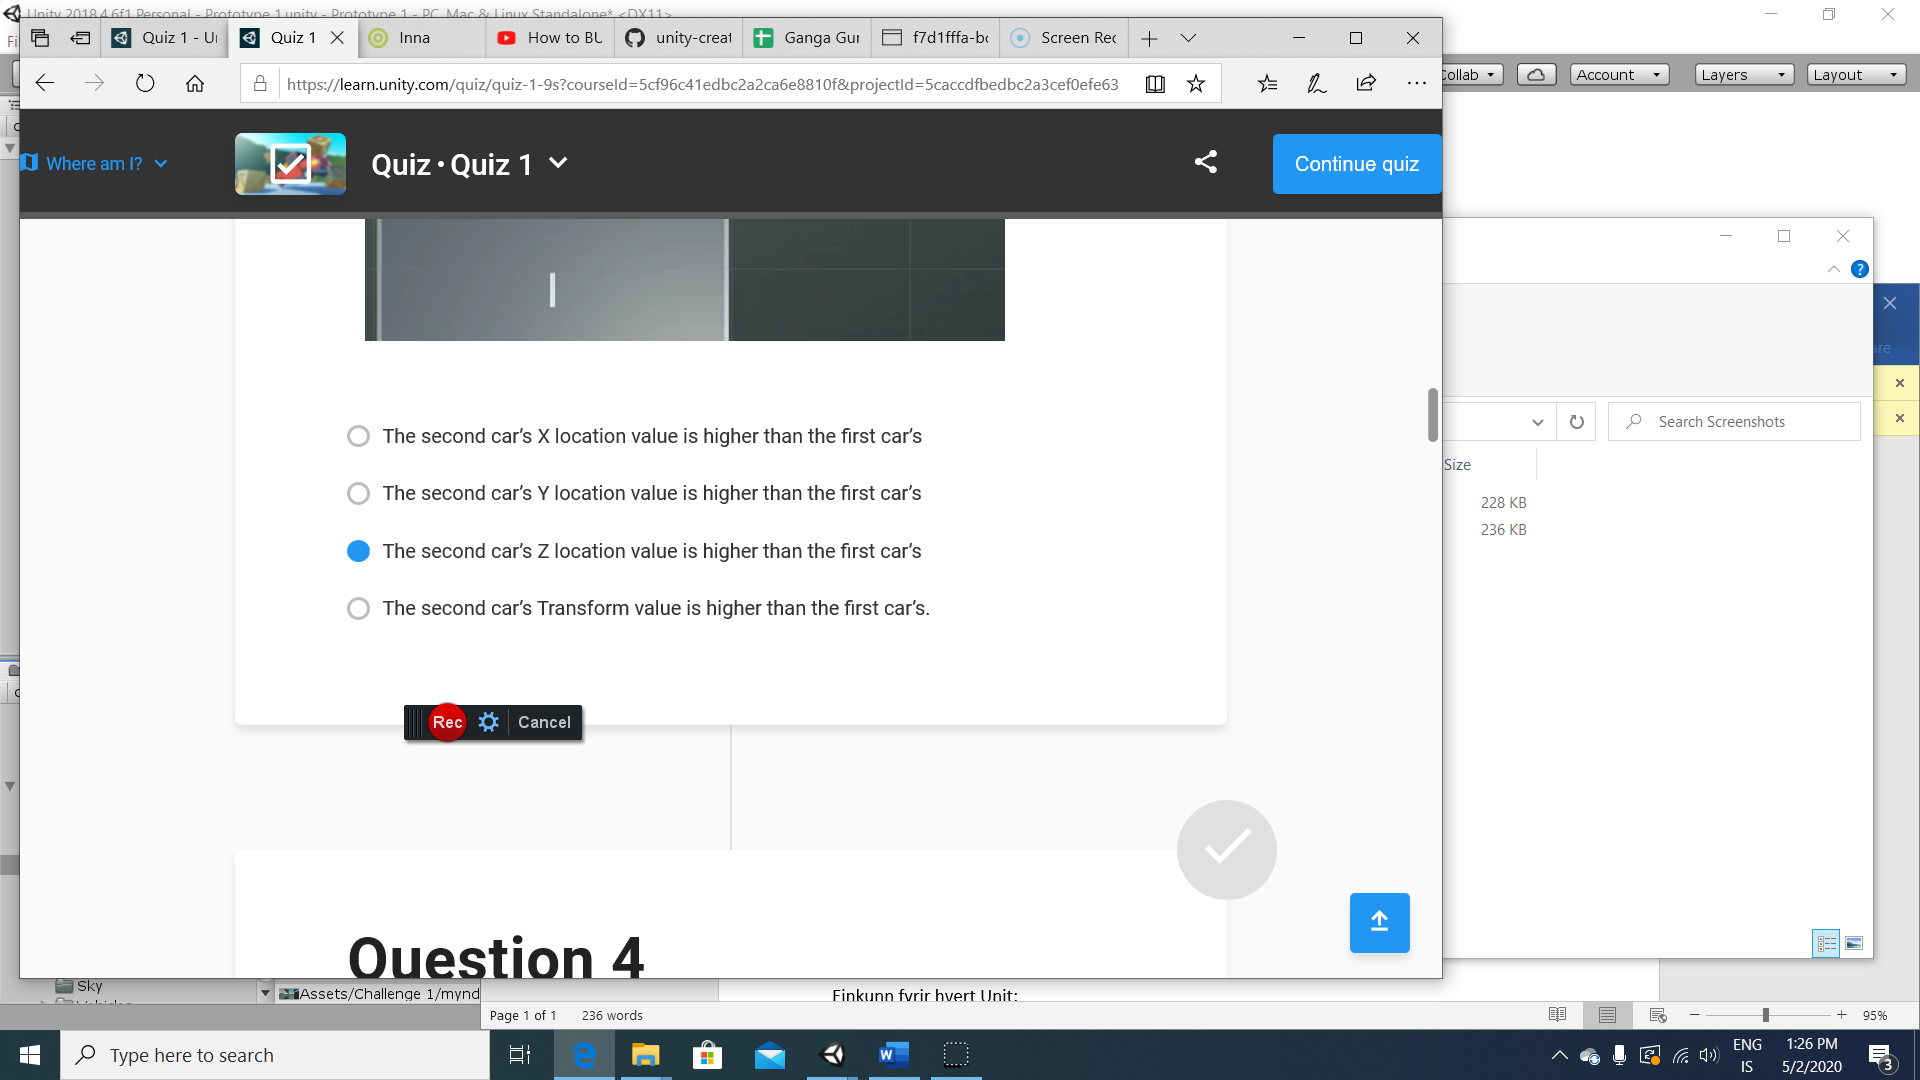 Unity 2018.4.6f1 Personal - Prototype 1.unity - Prototype 1 - PC, Mac & Linux Standalone* <DX11>
Quiz 1 - Ur
Quiz 1
Inna
How to BU
unity-creat
Ganga Gur
f7d1fffa-bc
Screen Rec
https://learn.unity.com/quiz/quiz-1-9s?courseId=5cf96c41edbc2a2ca6e8810f&projectId=5caccdfbedbc2a3cef0efe63
Collab
Account
Layers
Layout
Where am I?
Quiz • Quiz 1
Continue quiz
The second car’s X location value is higher than the first car’s
The second car’s Y location value is higher than the first car’s
The second car’s Z location value is higher than the first car’s
The second car’s Transform value is higher than the first car’s.
Search Screenshots
Size
228 KB
236 KB
Rec
Cancel
Question 4
Sky
Assets/Challenge 1/mynd
Einkunn fyrir hvert Unit:
Page 1 of 1
236 words
95%
Type here to search
ENG
IS
1:26 PM
5/2/2020
3